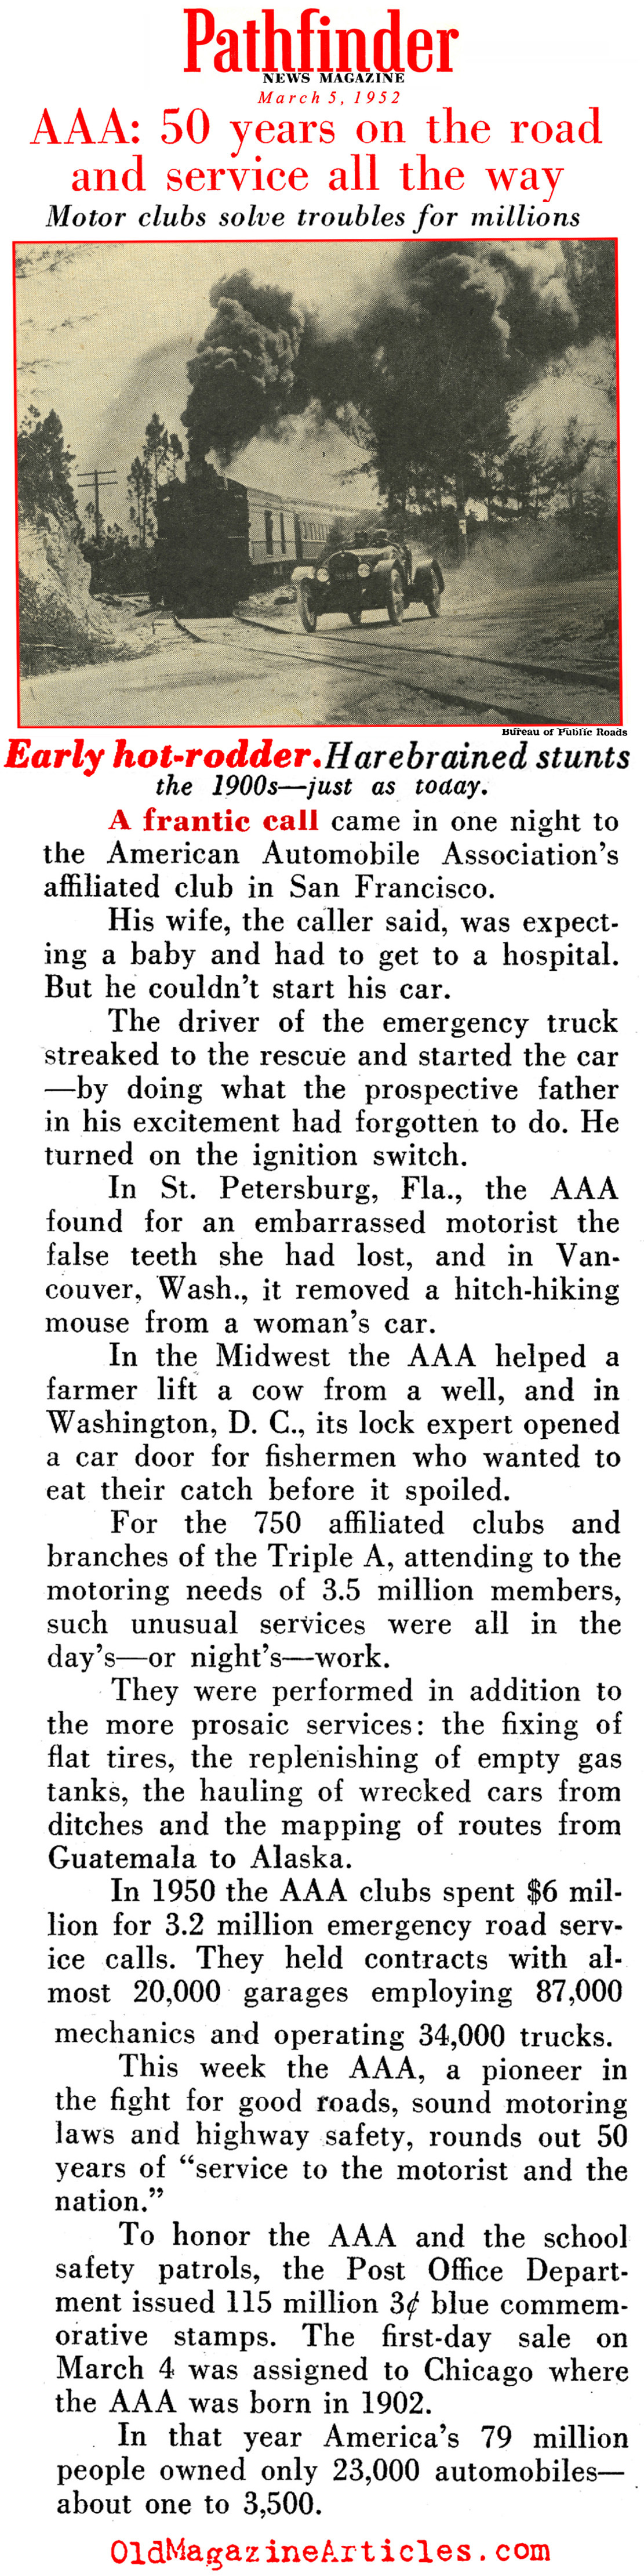 Pathfinder
NEWS MAGAZINE
March 5, 1952
AAA: 50 years on the road
and service all the way
Motor clubs solve troubles for millions
Bureau of Public Roads
Early hot-rodder. Harebrained stunts
the 1900s—just as today.
A frantic call came in one night to
the American Automobile Association's
affiliated club in San Francisco.
His wife, the caller said, was expect-
ing a baby and had to get to a hospital.
But he couldn't start his car.
The driver of the emergency truck
streaked to the rescue and started the car
—by doing what the prospective father
in his excitement had forgotten to do. He
turned on the ignition switch.
In St. Petersburg, Fla., the AAA
found for an embarrassed motorist the
false teeth she had lost, and in Van-
couver, Wash., it removed a hitch-hiking
mouse from a woman's car.
In the Midwest the AAA helped a
farmer lift a cow from a well, and in
Washington, D. C., its lock expert opened
a car door for fishermen who wanted to
eat their catch before it spoiled.
For the 750 affiliated clubs and
branches of the Triple A, attending to the
motoring needs of 3.5 million members,
such unusual services were all in the
day's—or night's—work.
They were performed in addition to
the more prosaic services: the fixing of
flat tires, the replenishing of empty gas
tanks, the hauling of wrecked cars from
ditches and the mapping of routes from
Guatemala to Alaska.
In 1950 the AAA clubs spent $6 mil-
lion for 3.2 million emergency road serv-
ice calls. They held contracts with al-
most 20,000 garages employing 87,000
mechanics and operating 34,000 trucks.
This week the AAA, a pioneer in
the fight for good roads, sound motoring
laws and highway safety, rounds out 50
years of “service to the motorist and the
nation.”
To honor the AAA and the school
safety patrols, the Post Office Depart-
ment issued 115 million 3¢ blue commem-
orative stamps. The first-day sale on
March 4 was assigned to Chicago where
the AAA was born in 1902.
In that year America's 79 million
people owned only 23,000 automobiles—
about one to 3,500.
OldMagazineArticles.com